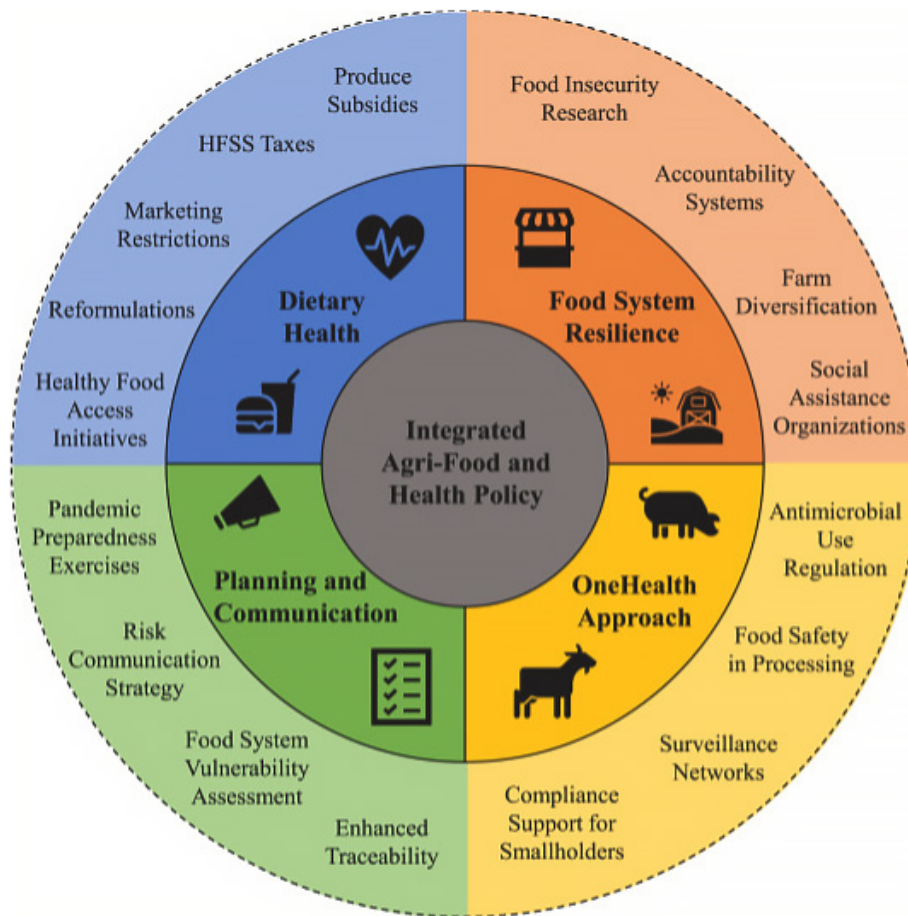 Produce
Subsidies
HFSS Taxes
Marketing
Restrictions
Reformulations
Healthy Food
Access
Initiatives
Dietary
Health
Food Insecurity
Research
Accountability
Systems
Farm
Diversification
Social
Assistance
Organizations
Food System
Resilience
Integrated
Agri-Food and
Health Policy
Pandemic
Preparedness
Exercises
Risk
Communication
Strategy
Food System
Vulnerability
Assessment
Enhanced
Traceability
Planning and
Communication
OneHealth
Approach
Antimicrobial
Use
Regulation
Food Safety
in Processing
Surveillance
Networks
Compliance
Support for
Smallholders